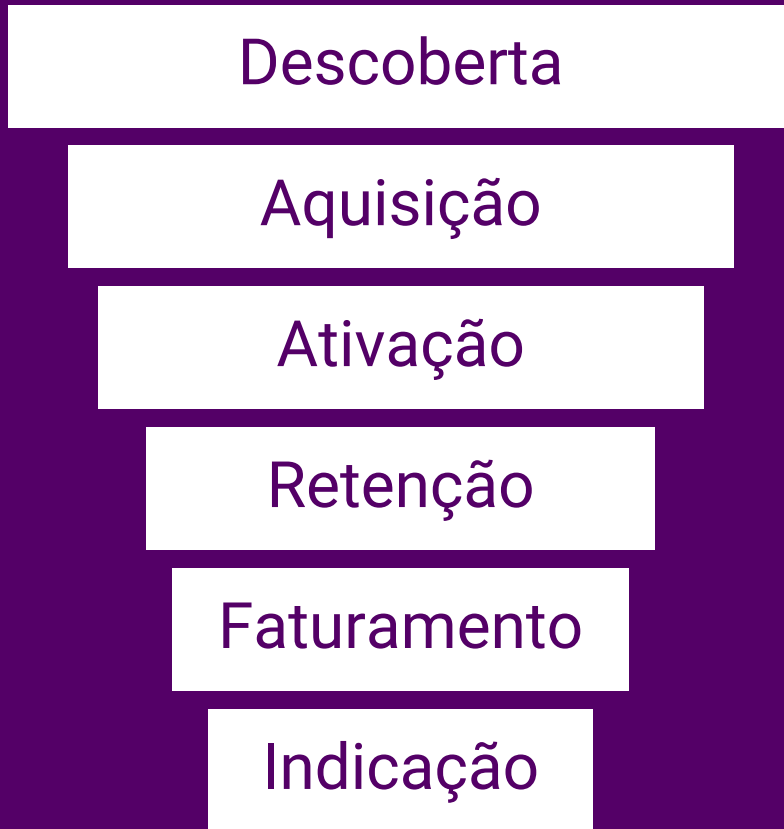 Descoberta
Aquisição
Ativação
Retenção
Faturamento
Indicação